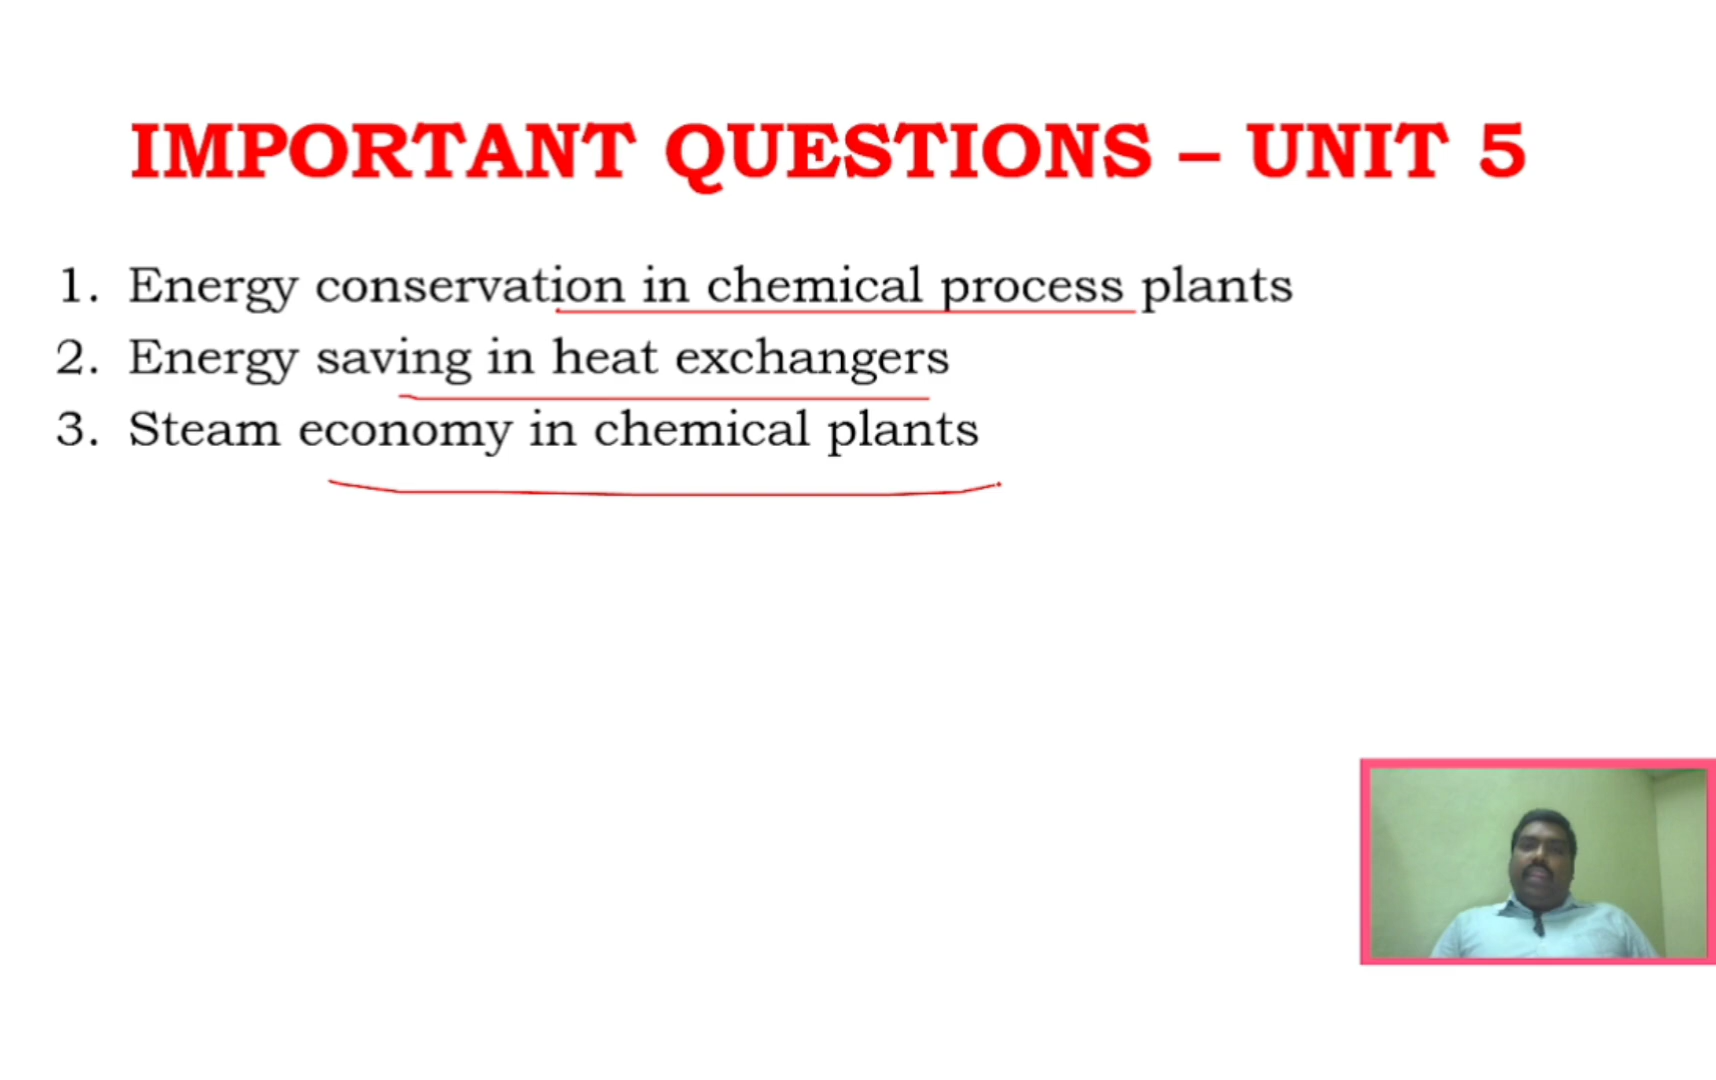 IMPORTANT QUESTIONS – UNIT 5
1. Energy conservation in chemical process plants
2. Energy saving in heat exchangers
3. Steam economy in chemical plants